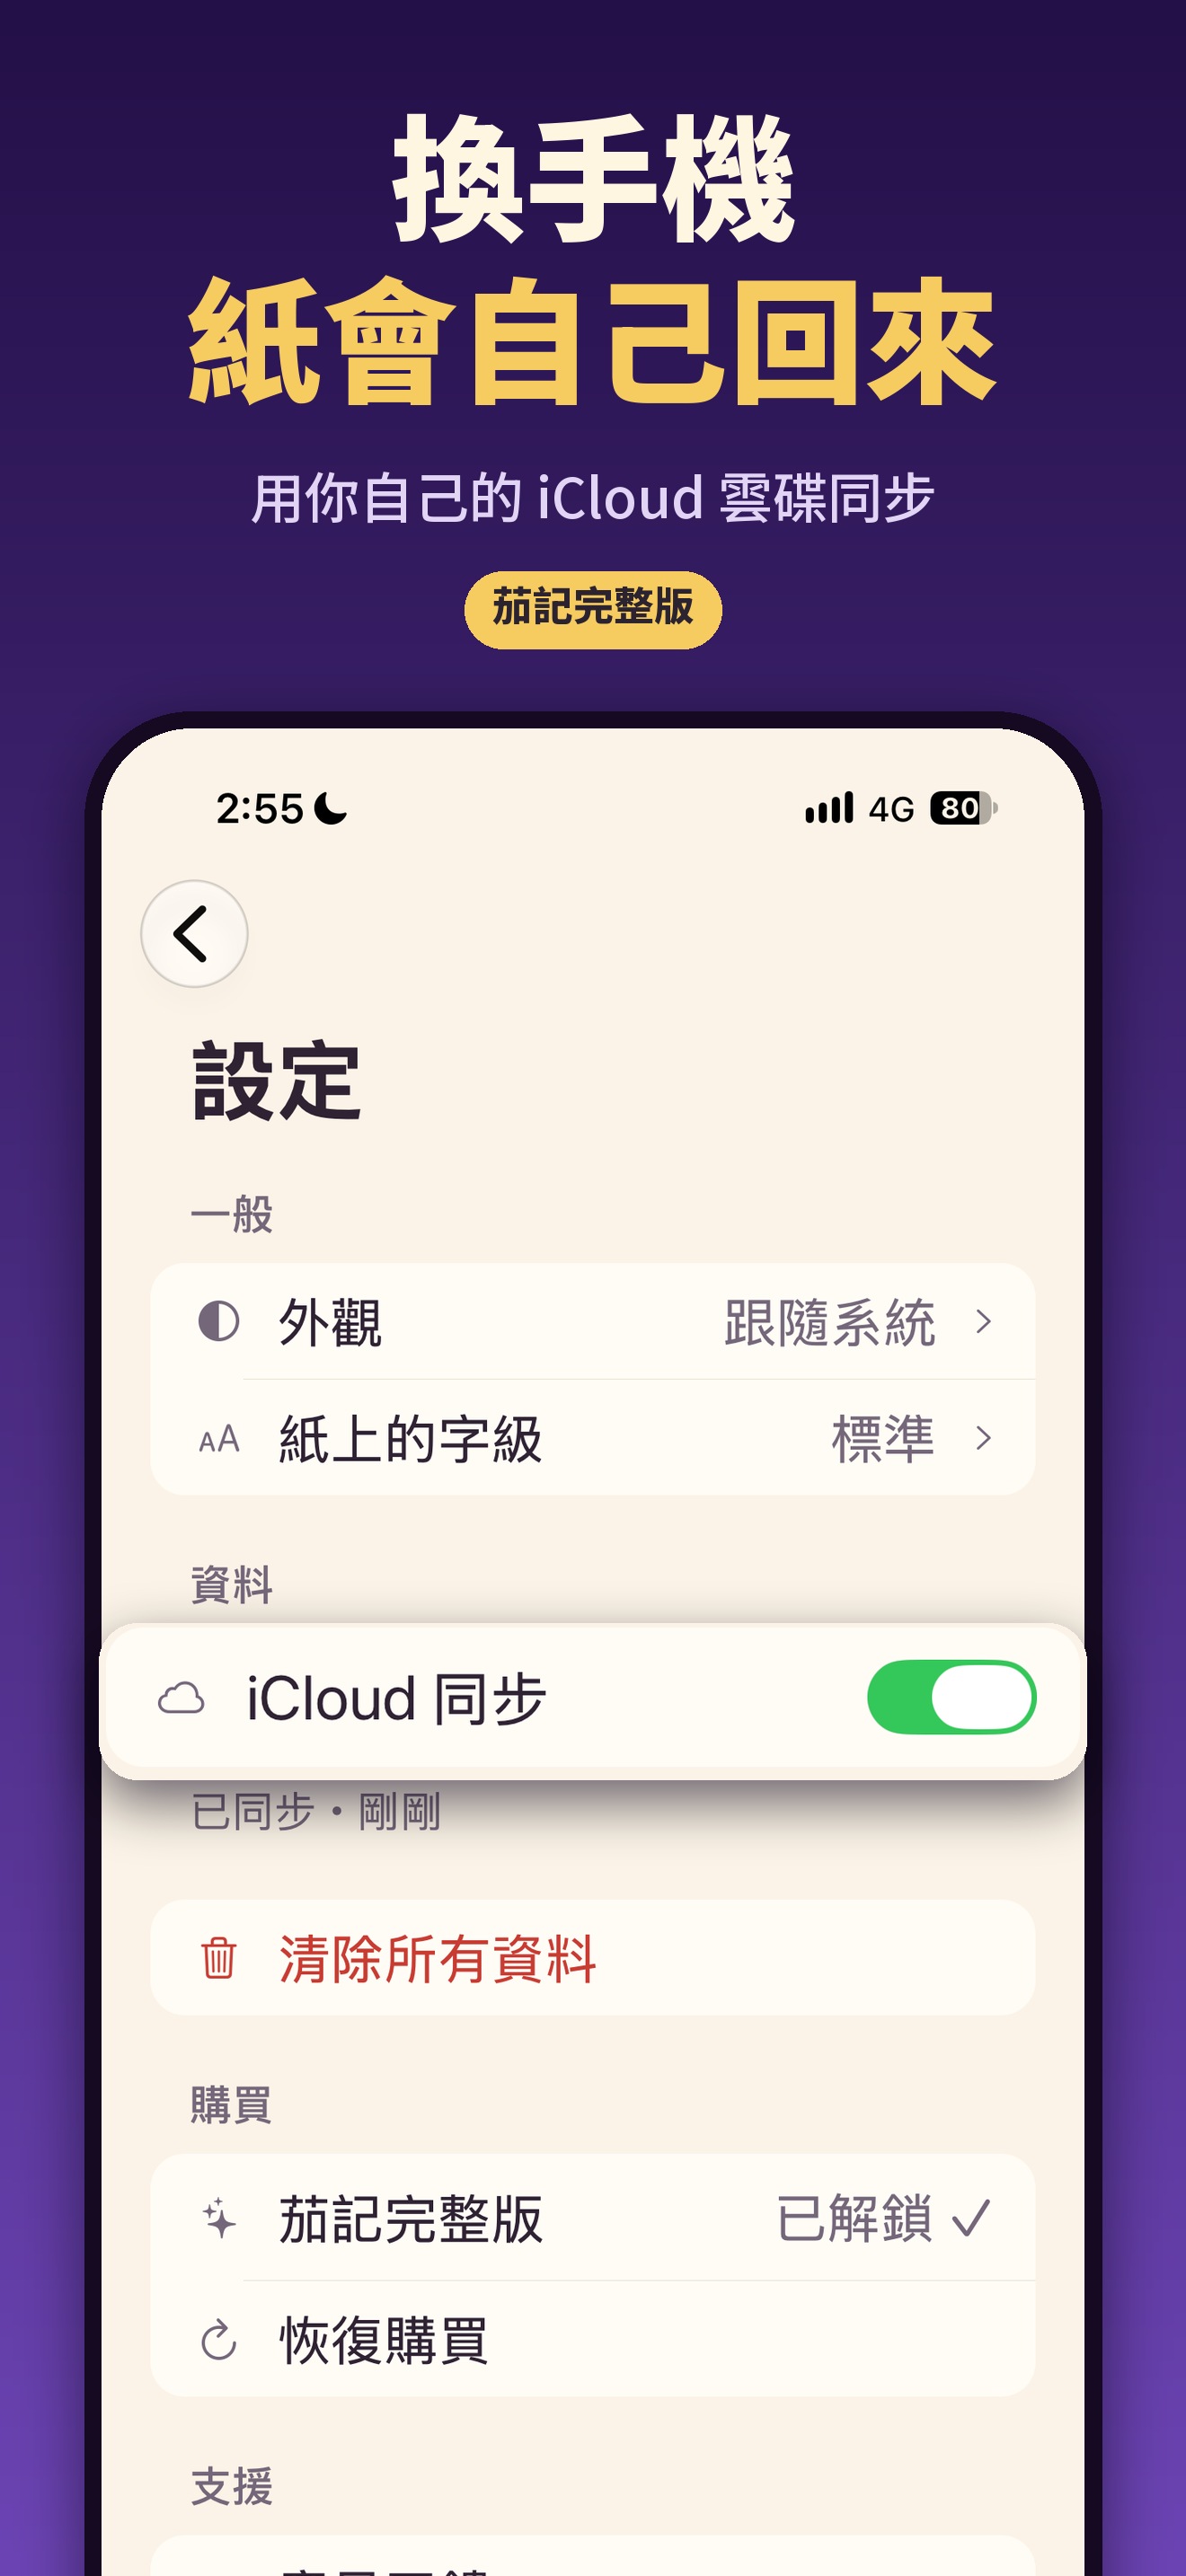 換手機
紙會自己回來
用你自己的 iCloud 雲碟同步
茄記完整版
2:55 4G 80
設定
一般
外觀 跟隨系統
AA 紙上的字級 標準
資料
iCloud 同步
已同步・剛剛
清除所有資料
購買
茄記完整版 已解鎖
恢復購買
支援